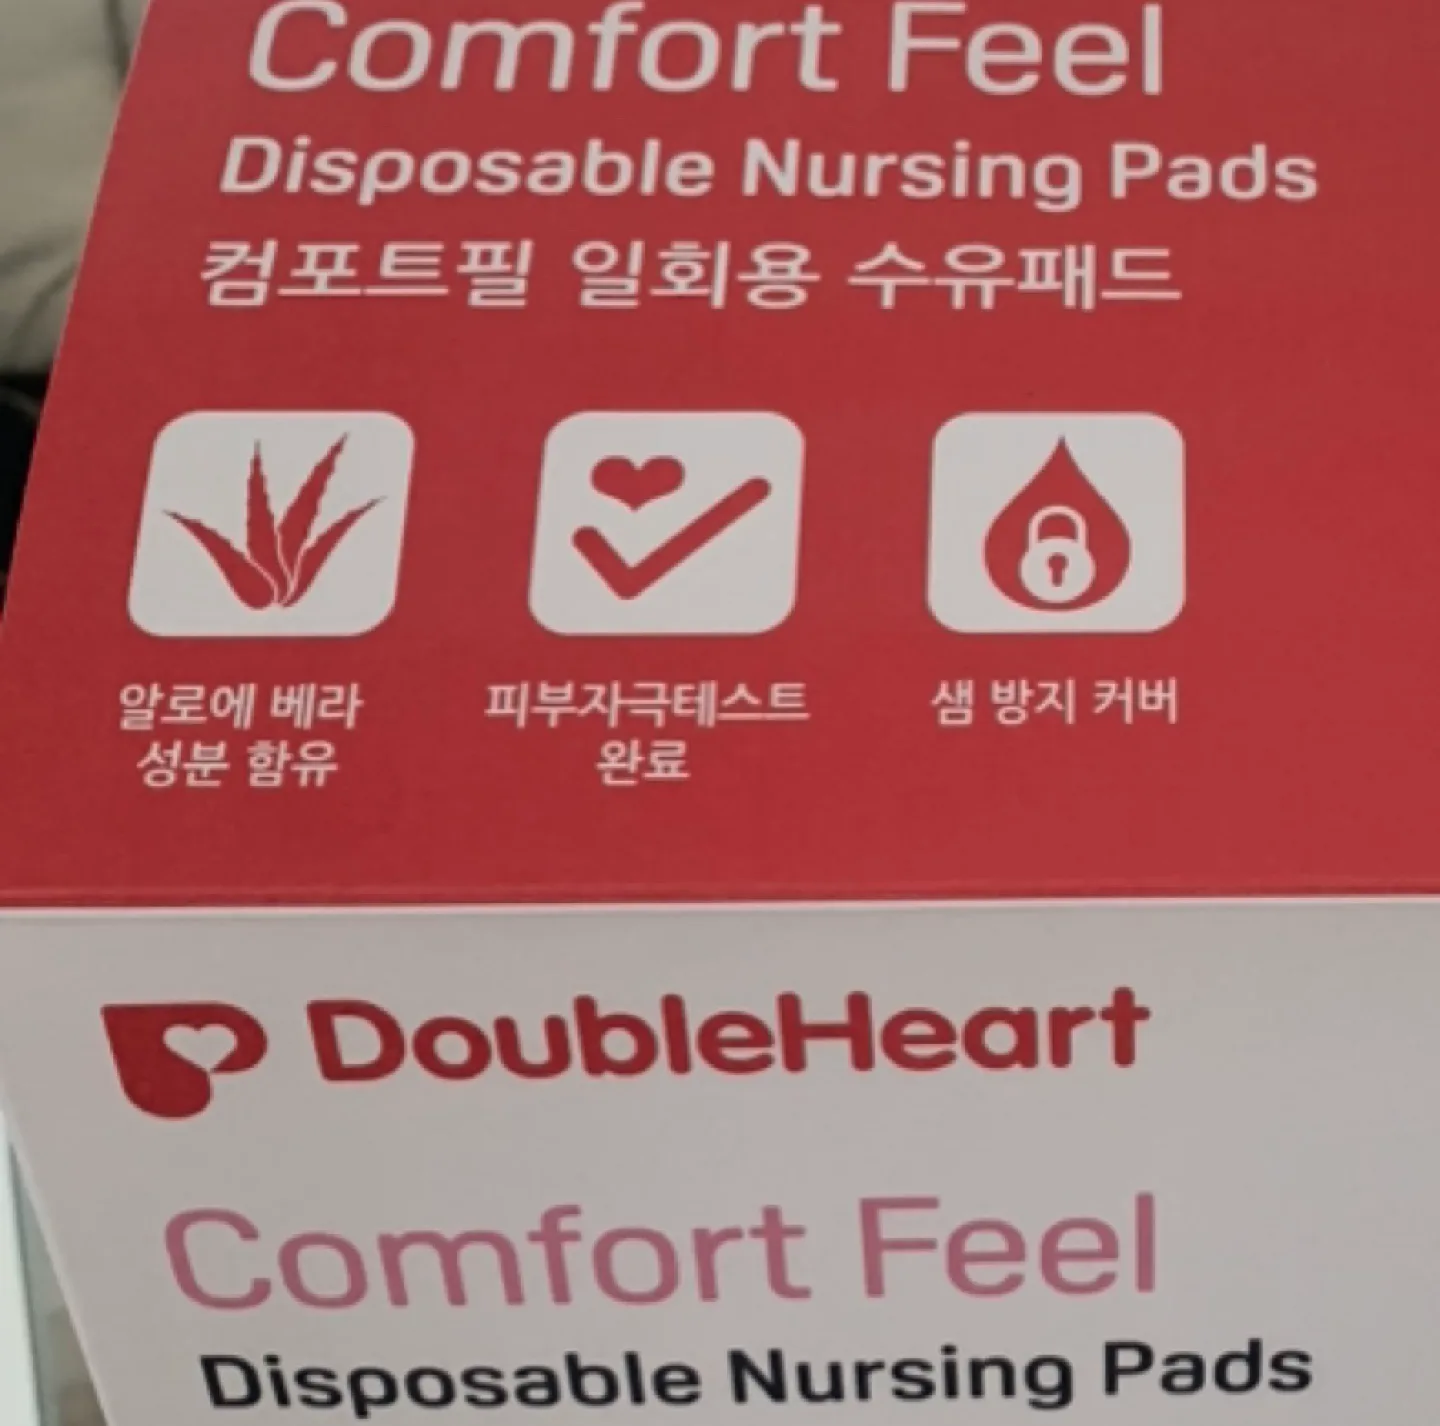 Comfort Feel
Disposable Nursing Pads
컴포트필 일회용 수유패드
알로에 베라
성분 함유
피부자극테스트
완료
샘 방지 커버
DoubleHeart
Comfort Feel
Disposable Nursing Pads